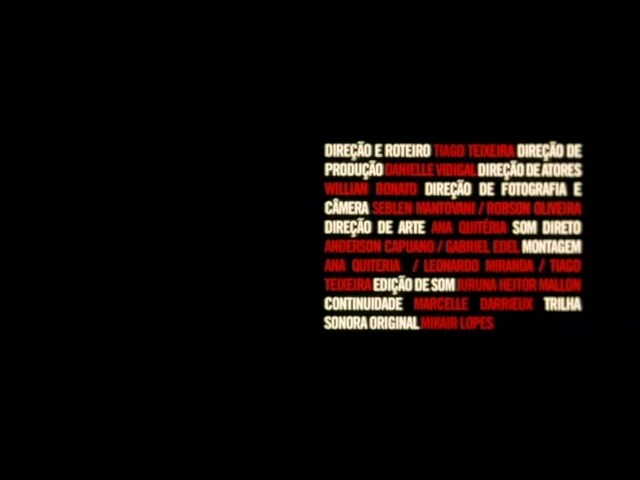 DIREÇÃO E ROTEIRO TIAGO TEIXEIRA DIREÇÃO DE
PRODUÇÃO DANIELLE VIDIGAL DIREÇÃO DE ATORES
WILLIAN BONATO DIREÇÃO DE FOTOGRAFIA E
CÂMERA SEBLEN MANTOVANI / ROBSON OLIVEIRA
DIREÇÃO DE ARTE ANA QUITÉRIA SOM DIRETO
ANDERSON CAPUANO / GABRIEL EDEL MONTAGEM
ANA QUITERIA / LEONARDO MIRANDA / TIAGO
TEIXEIRA EDIÇÃO DE SOM JURUNA HEITOR MALLON
CONTINUIDADE MARCELLE DARRIEUX TRILHA
SONORA ORIGINAL MIKAIR LOPES